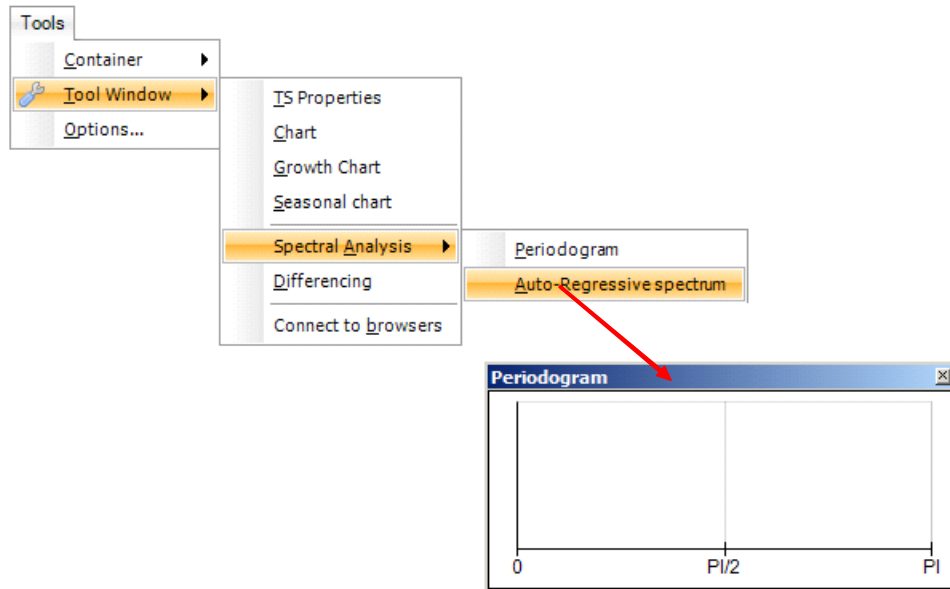 Tools
Container
Tool Window
Options...
TS Properties
Chart
Growth Chart
Seasonal chart
Spectral Analysis
Differencing
Connect to browsers
Periodogram
Auto-Regressive spectrum
Periodogram
0 PI/2 PI